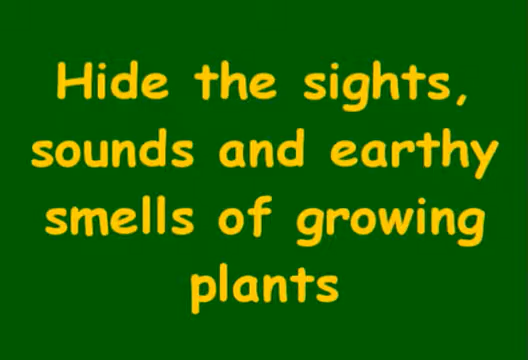 Hide the sights,
sounds and earthy
smells of growing
plants